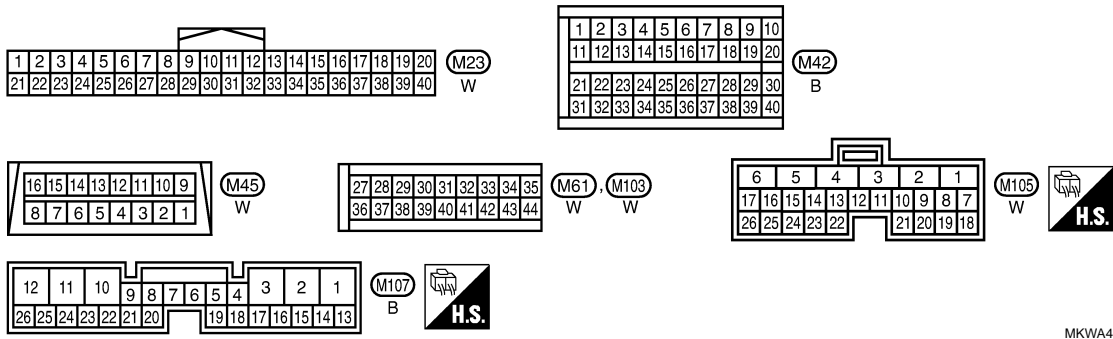 1 2 3 4 5 6 7 8 9 10 11 12 13 14 15 16 17 18 19 20
21 22 23 24 25 26 27 28 29 30 31 32 33 34 35 36 37 38 39 40
M23
W
1 2 3 4 5 6 7 8 9 10
11 12 13 14 15 16 17 18 19 20
21 22 23 24 25 26 27 28 29 30
31 32 33 34 35 36 37 38 39 40
M42
B
16 15 14 13 12 11 10 9
8 7 6 5 4 3 2 1
M45
W
27 28 29 30 31 32 33 34 35
36 37 38 39 40 41 42 43 44
M61 , M103
W W
6 5 4 3 2 1
17 16 15 14 13 12 11 10 9 8 7
26 25 24 23 22 21 20 19 18
M105
W
H.S.
12 11 10 9 8 7 6 5 4 3 2 1
26 25 24 23 22 21 20 19 18 17 16 15 14 13
M107
B
H.S.
MKWA4